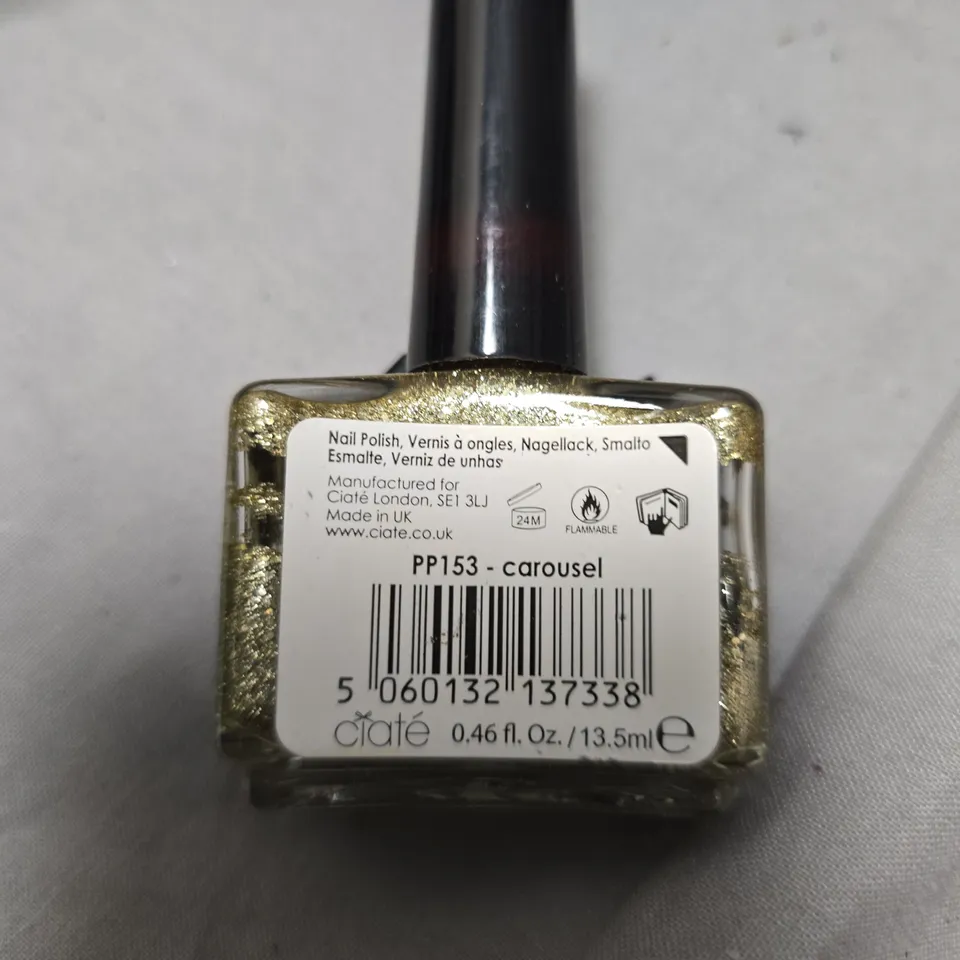 Nail Polish, Vernis à ongles, Nagellack, Smalto
Esmalte, Verniz de unhas
Manufactured for
Ciaté London, SE1 3LJ
Made in UK
www.ciate.co.uk
24M
FLAMMABLE
PP153 - carousel
5 060132 137338
ciaté 0.46 fl. Oz. / 13.5ml e